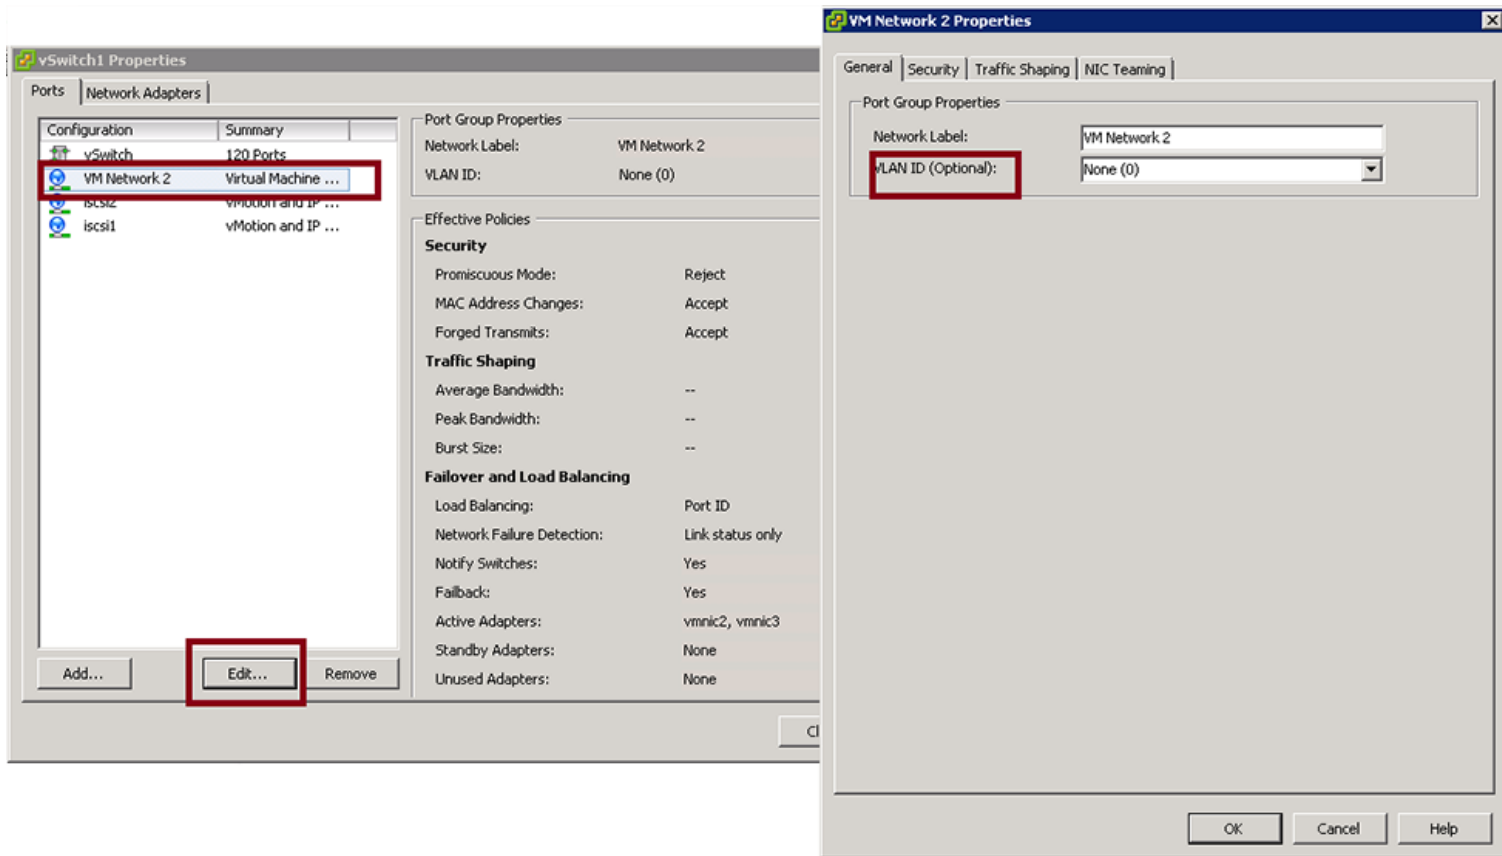 vSwitch1 Properties
Ports Network Adapters
Configuration Summary
vSwitch 120 Ports
VM Network 2 Virtual Machine ...
iscsi2 vMotion and IP ...
iscsi1 vMotion and IP ...
Add... Edit... Remove
Port Group Properties
Network Label: VM Network 2
VLAN ID: None (0)
Effective Policies
Security
Promiscuous Mode: Reject
MAC Address Changes: Accept
Forged Transmits: Accept
Traffic Shaping
Average Bandwidth: --
Peak Bandwidth: --
Burst Size: --
Failover and Load Balancing
Load Balancing: Port ID
Network Failure Detection: Link status only
Notify Switches: Yes
Failback: Yes
Active Adapters: vmnic2, vmnic3
Standby Adapters: None
Unused Adapters: None
Cl
VM Network 2 Properties
General Security Traffic Shaping NIC Teaming
Port Group Properties
Network Label: VM Network 2
VLAN ID (Optional): None (0)
OK Cancel Help